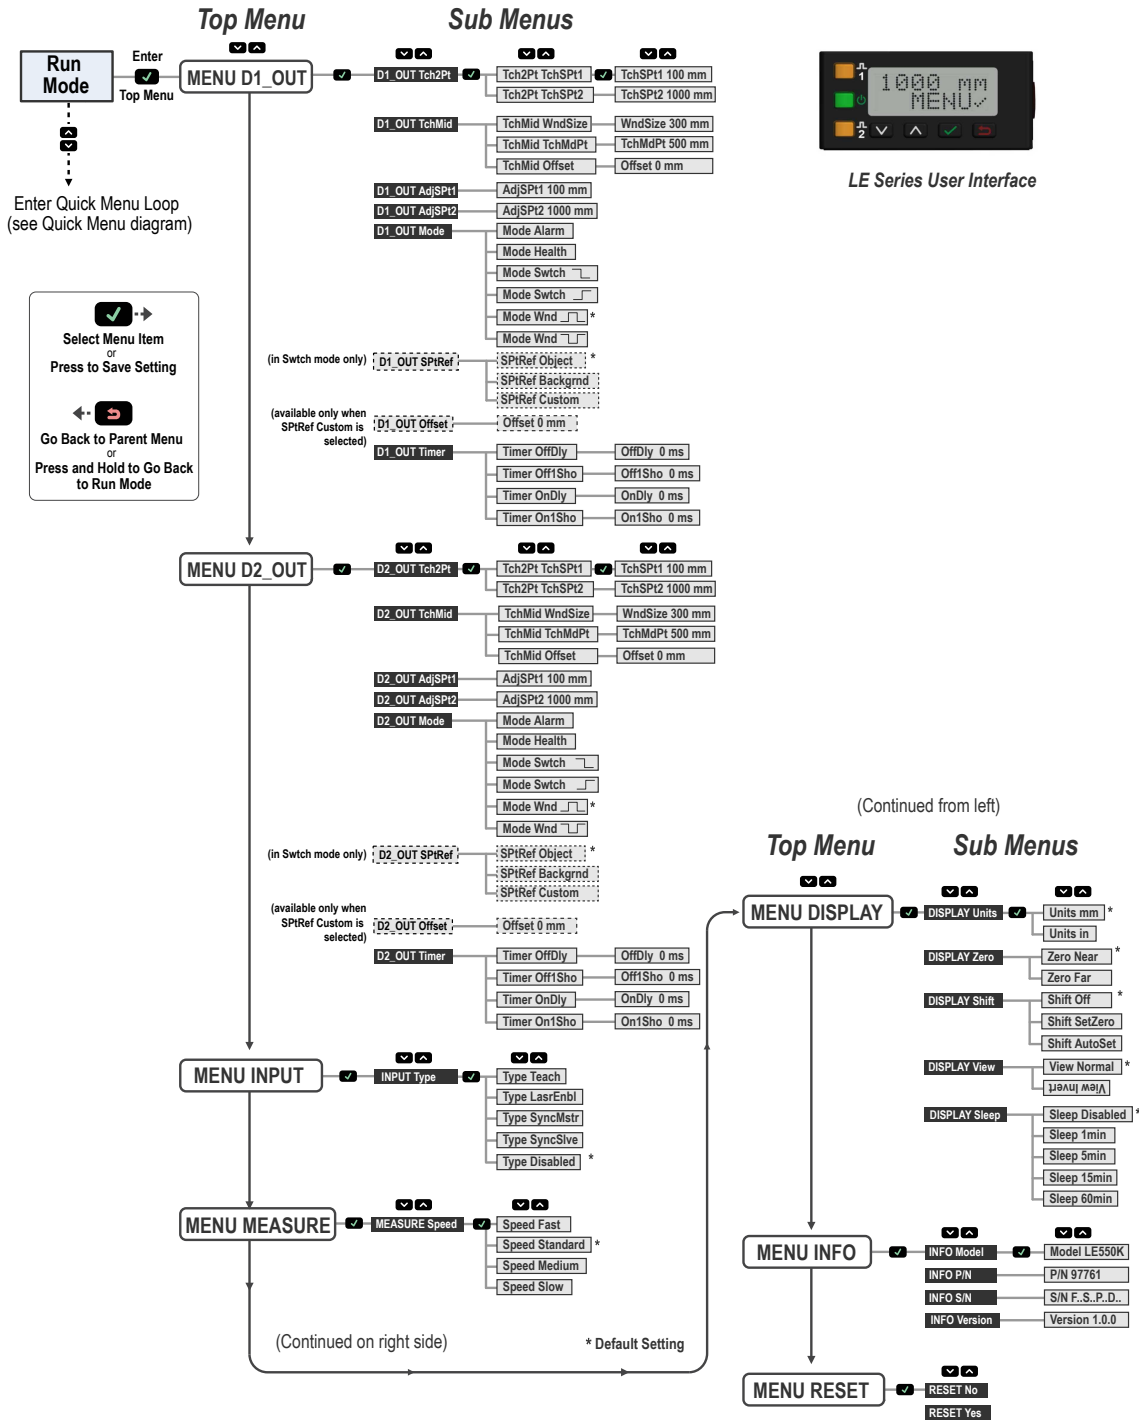 Top Menu
Sub Menus
Run
Mode
Enter
Top Menu
MENU D1_OUT
D1_OUT Tch2Pt
Tch2Pt TchSPt1
TchSPt1 100 mm
Tch2Pt TchSPt2
TchSPt2 1000 mm
D1_OUT TchMid
TchMid WndSize
WndSize 300 mm
TchMid TchMdPt
TchMdPt 500 mm
TchMid Offset
Offset 0 mm
D1_OUT AdjSPt1
AdjSPt1 100 mm
D1_OUT AdjSPt2
AdjSPt2 1000 mm
D1_OUT Mode
Mode Alarm
Mode Health
Mode Swtch
Mode Swtch
Mode Wnd *
Mode Wnd
(in Swtch mode only)
D1_OUT SPtRef
SPtRef Object *
SPtRef Backgrnd
SPtRef Custom
(available only when
SPtRef Custom is
selected)
D1_OUT Offset
Offset 0 mm
D1_OUT Timer
Timer OffDly
OffDly 0 ms
Timer Off1Sho
Off1Sho 0 ms
Timer OnDly
OnDly 0 ms
Timer On1Sho
On1Sho 0 ms
Enter Quick Menu Loop
(see Quick Menu diagram)
Select Menu Item
or
Press to Save Setting
Go Back to Parent Menu
or
Press and Hold to Go Back
to Run Mode
1
2
1000 mm
MENU✓
LE Series User Interface
MENU D2_OUT
D2_OUT Tch2Pt
Tch2Pt TchSPt1
TchSPt1 100 mm
Tch2Pt TchSPt2
TchSPt2 1000 mm
D2_OUT TchMid
TchMid WndSize
WndSize 300 mm
TchMid TchMdPt
TchMdPt 500 mm
TchMid Offset
Offset 0 mm
D2_OUT AdjSPt1
AdjSPt1 100 mm
D2_OUT AdjSPt2
AdjSPt2 1000 mm
D2_OUT Mode
Mode Alarm
Mode Health
Mode Swtch
Mode Swtch
Mode Wnd *
Mode Wnd
(in Swtch mode only)
D2_OUT SPtRef
SPtRef Object *
SPtRef Backgrnd
SPtRef Custom
(available only when
SPtRef Custom is
selected)
D2_OUT Offset
Offset 0 mm
D2_OUT Timer
Timer OffDly
OffDly 0 ms
Timer Off1Sho
Off1Sho 0 ms
Timer OnDly
OnDly 0 ms
Timer On1Sho
On1Sho 0 ms
MENU INPUT
INPUT Type
Type Teach
Type LasrEnbl
Type SyncMstr
Type SyncSlve
Type Disabled *
MENU MEASURE
MEASURE Speed
Speed Fast
Speed Standard *
Speed Medium
Speed Slow
(Continued on right side)
* Default Setting
(Continued from left)
Top Menu
Sub Menus
MENU DISPLAY
DISPLAY Units
Units mm *
Units in
DISPLAY Zero
Zero Near *
Zero Far
DISPLAY Shift
Shift Off *
Shift SetZero
Shift AutoSet
DISPLAY View
View Normal *
View Invert
DISPLAY Sleep
Sleep Disabled *
Sleep 1min
Sleep 5min
Sleep 15min
Sleep 60min
MENU INFO
INFO Model
Model LE550K
INFO P/N
P/N 97761
INFO S/N
S/N F..S..P..D..
INFO Version
Version 1.0.0
MENU RESET
RESET No
RESET Yes